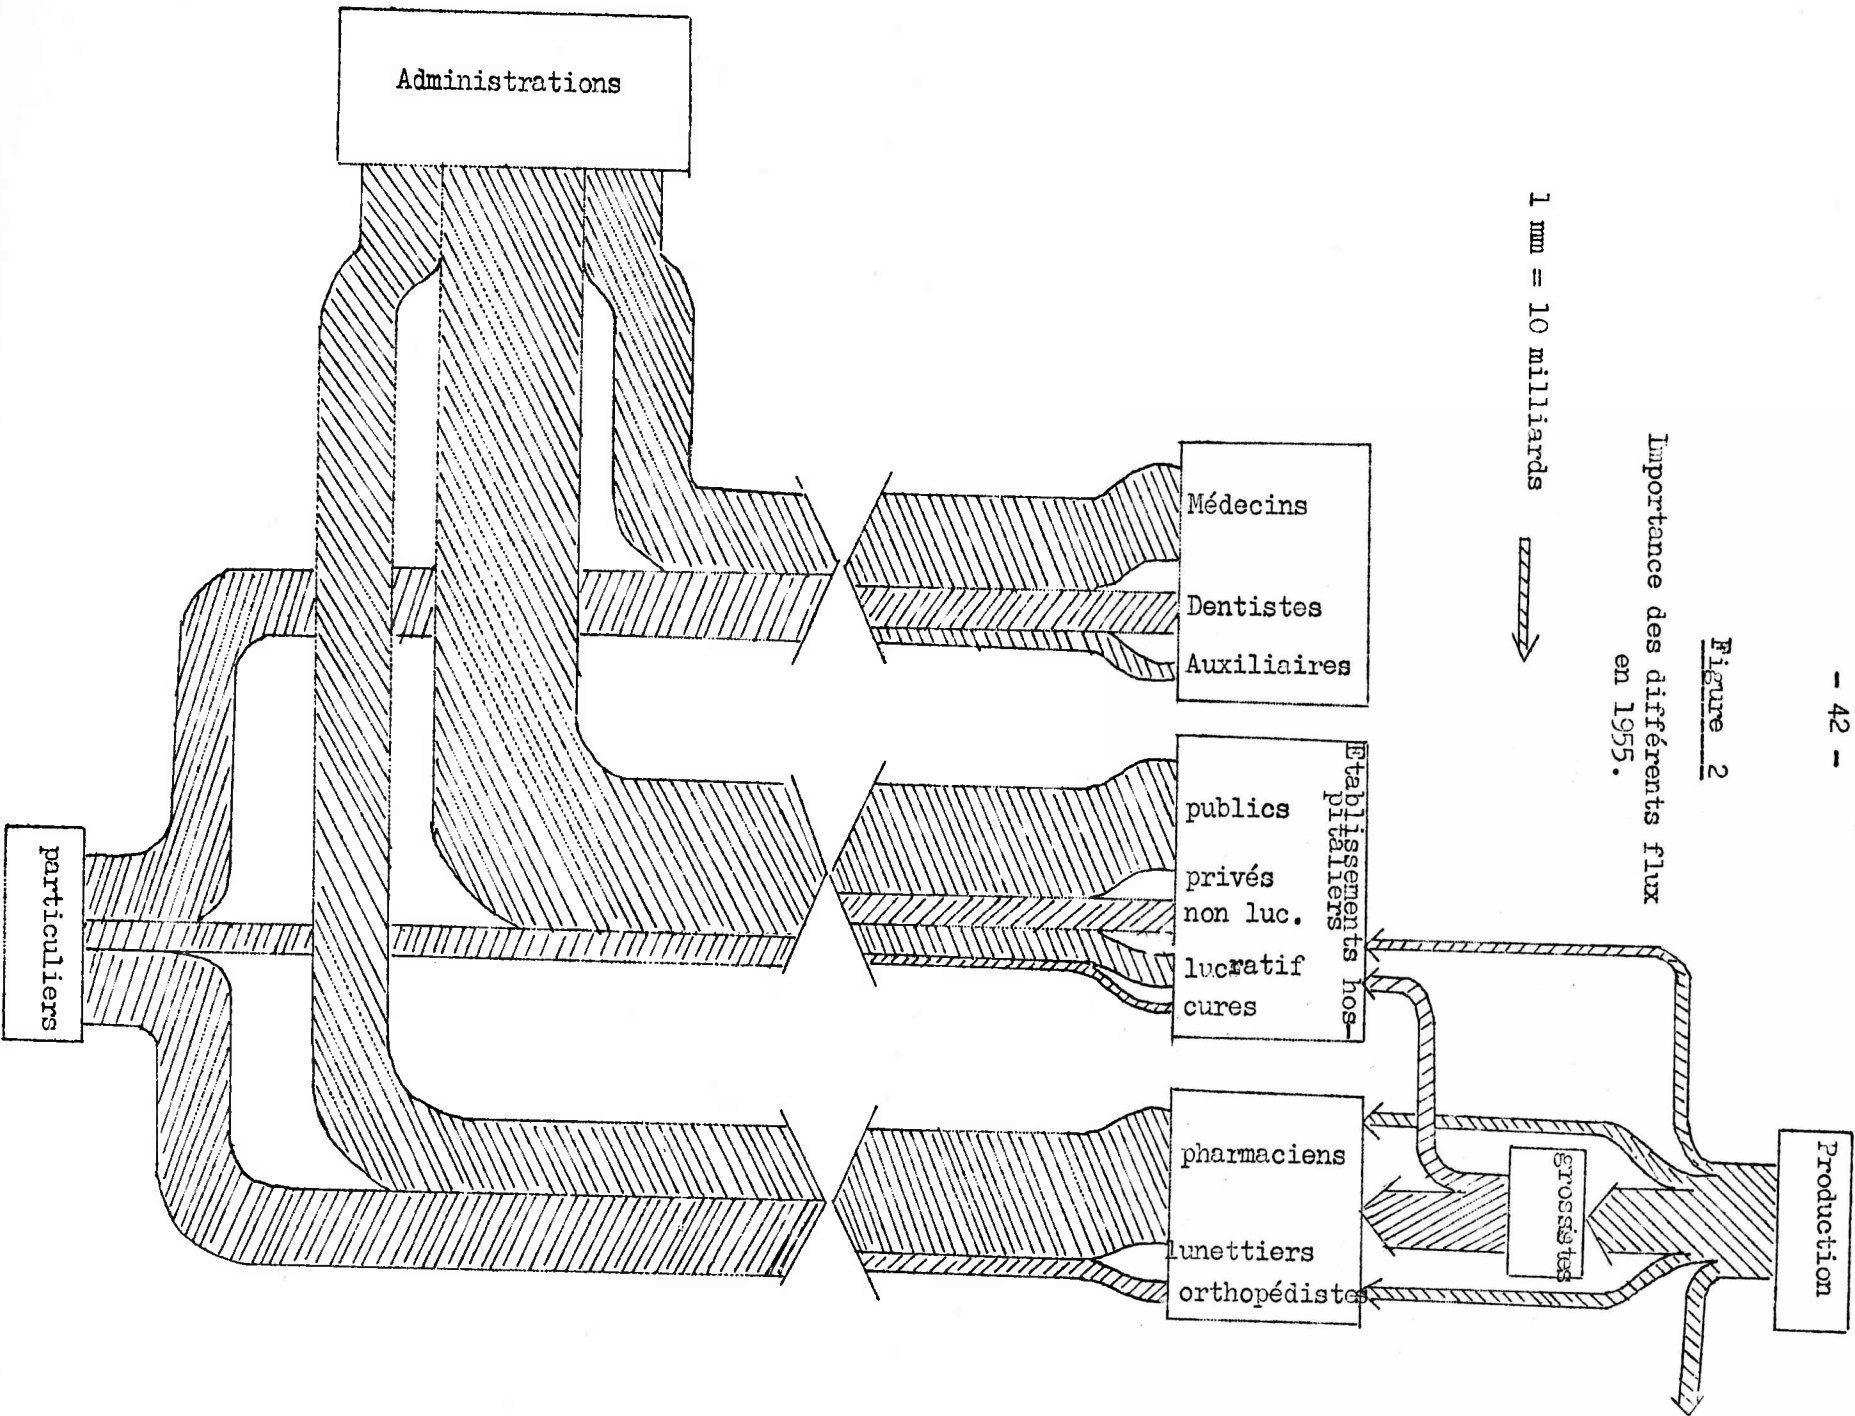 - 42 -
Figure 2
Importance des différents flux
en 1955.
1 mm = 10 milliards
Administrations
Médecins
Dentistes
Auxiliaires
Etablissements hos-
pitaliers
publics
privés
non luc.
lucratif
cures
pharmaciens
lunettiers
orthopédistes
grossistes
Production
particuliers